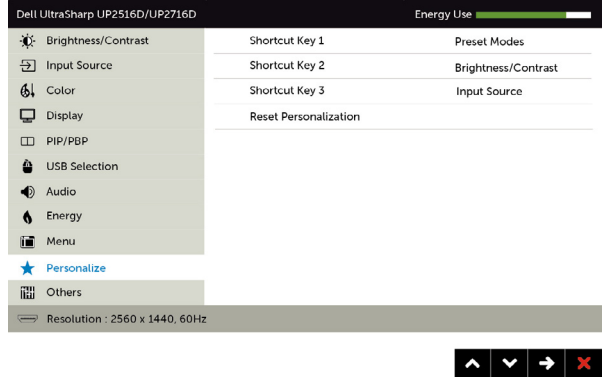 Dell UltraSharp UP2516D/UP2716D Energy Use
Brightness/Contrast Shortcut Key 1 Preset Modes
Input Source Shortcut Key 2 Brightness/Contrast
Color Shortcut Key 3 Input Source
Display Reset Personalization
PIP/PBP
USB Selection
Audio
Energy
Menu
Personalize
Others
Resolution : 2560 x 1440, 60Hz